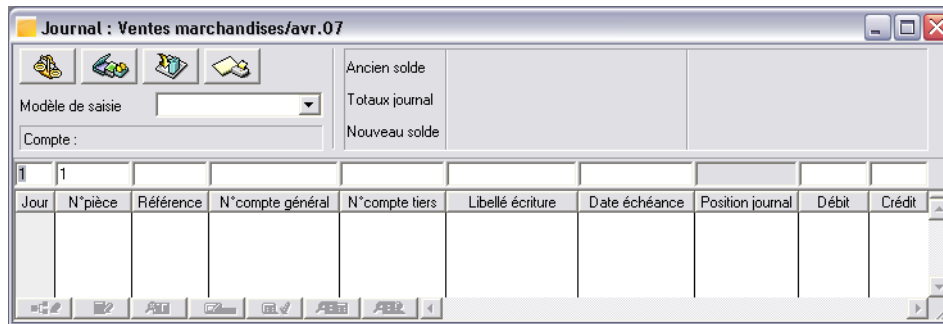 Journal : Ventes marchandises/avr.07
Ancien solde
Modèle de saisie
Totaux journal
Compte :
Nouveau solde
1 1
Jour N°pièce Référence N°compte général N°compte tiers Libellé écriture Date échéance Position journal Débit Crédit